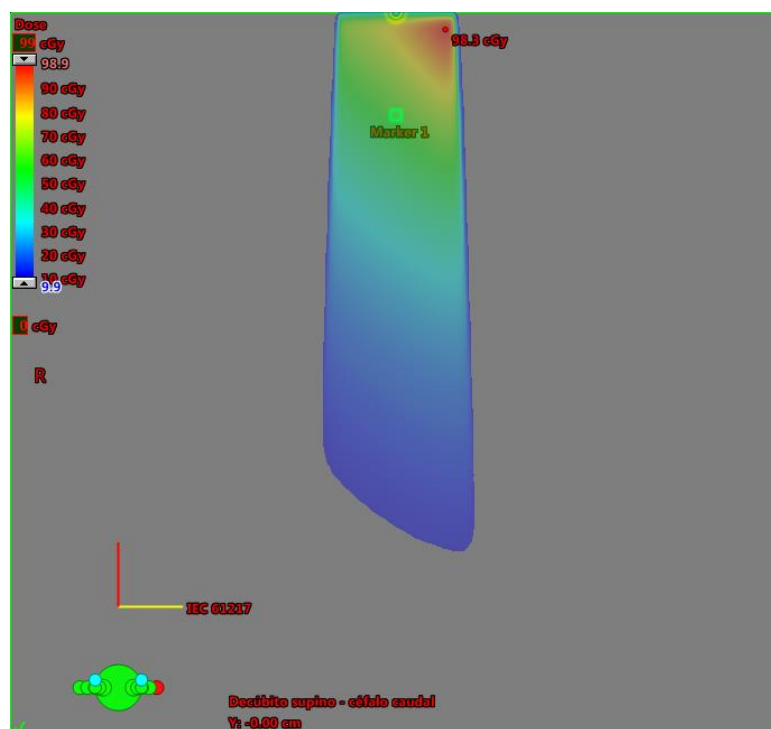 Dose
99 cGy
98.9
90 cGy
80 cGy
70 cGy
60 cGy
50 cGy
40 cGy
30 cGy
20 cGy
10 cGy
9.9
0 cGy
98.3 cGy
Marker 1
R
IEC 61217
Decúbito supino - céfalo caudal
Y: -0.00 cm